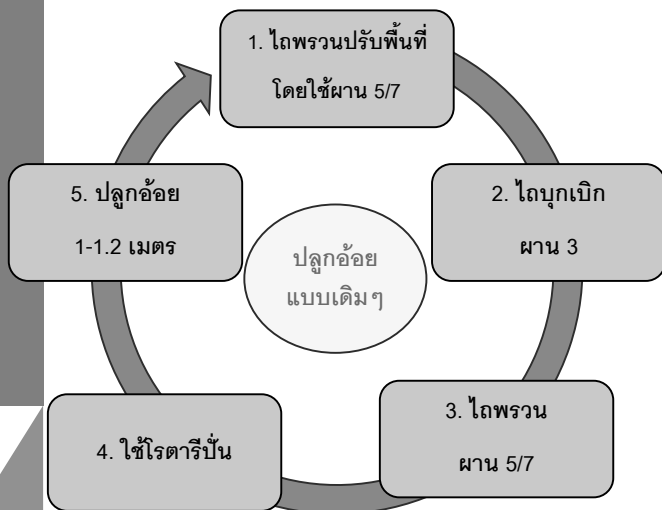 1. ไถพรวนปรับพื้นที่
โดยใช้ผาน 5/7
2. ไถบุกเบิก
ผาน 3
3. ไถพรวน
ผาน 5/7
4. ใช้โรตารีปั่น
5. ปลูกอ้อย
1-1.2 เมตร
ปลูกอ้อย
แบบเดิมๆ